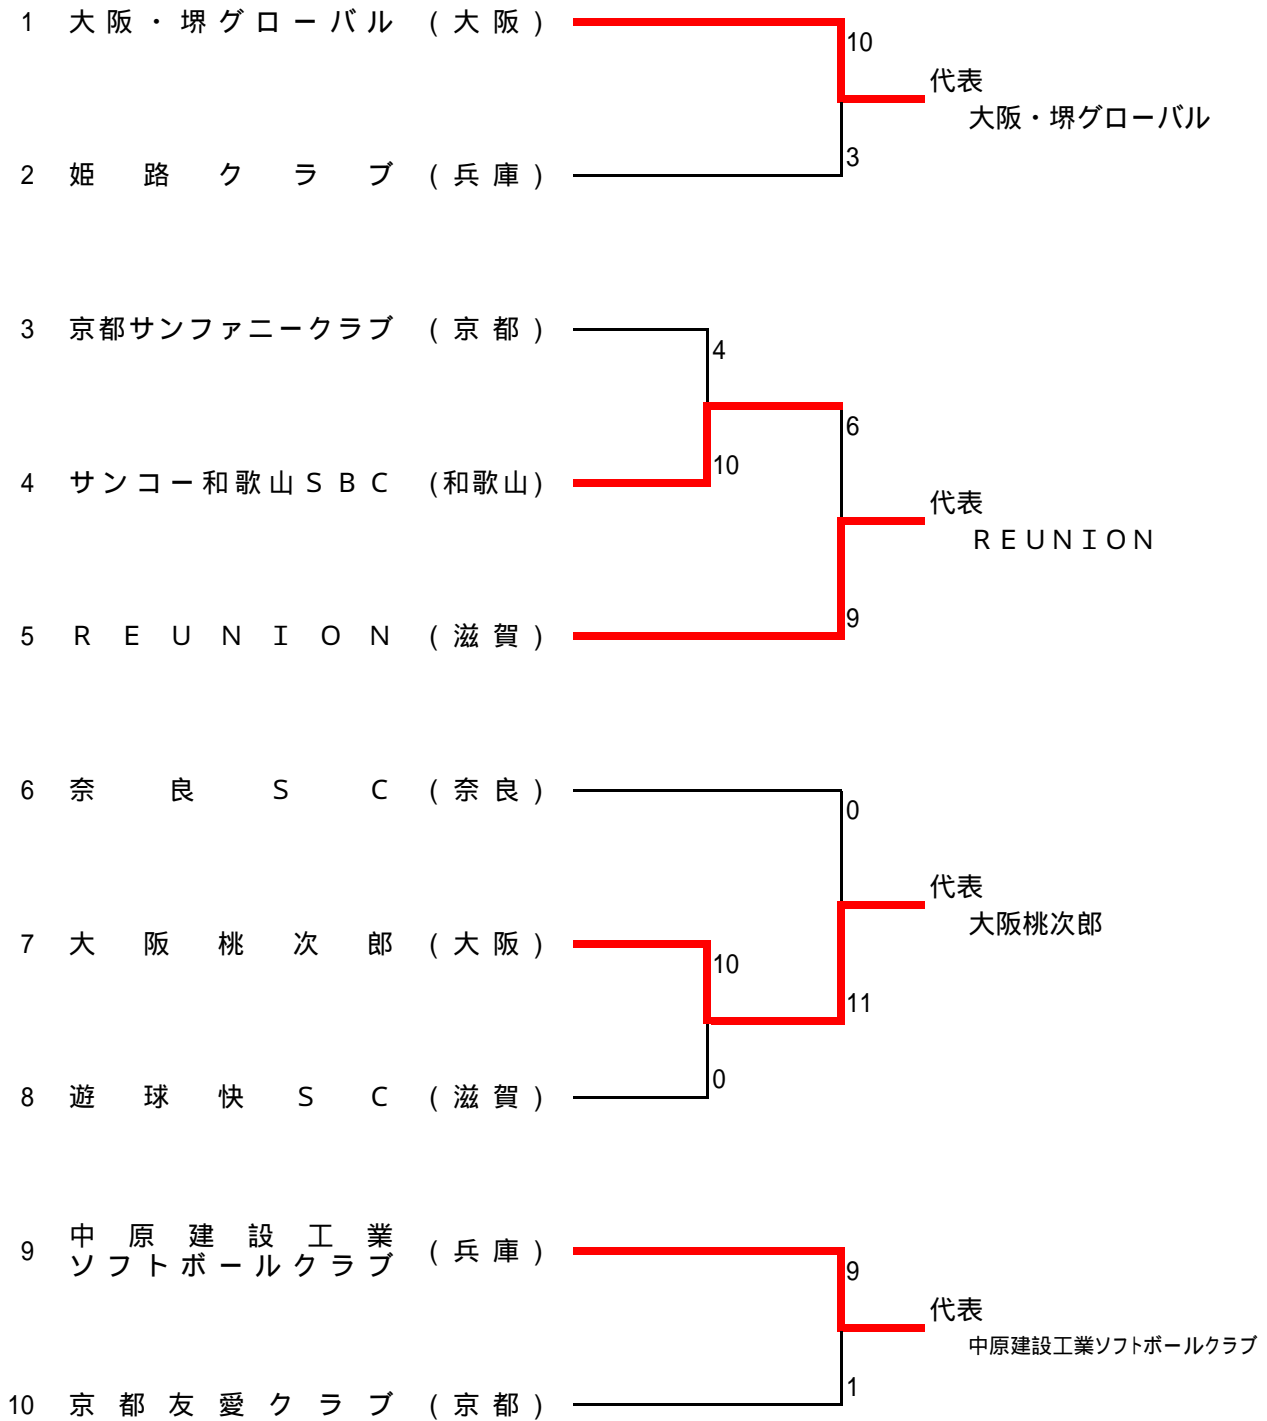 1 大阪・堺グローバル (大阪)
10
代表
大阪・堺グローバル
3
2 姫路クラブ (兵庫)
3 京都サンファニークラブ (京都)
4
6
10
4 サンコー和歌山ＳＢＣ (和歌山)
代表
ＲＥＵＮＩＯＮ
9
5 ＲＥＵＮＩＯＮ (滋賀)
6 奈良ＳＣ (奈良)
0
代表
大阪桃次郎
7 大阪桃次郎 (大阪)
10
11
0
8 遊球快ＳＣ (滋賀)
9 中原建設工業
ソフトボールクラブ (兵庫)
9
代表
中原建設工業ソフトボールクラブ
1
10 京都友愛クラブ (京都)